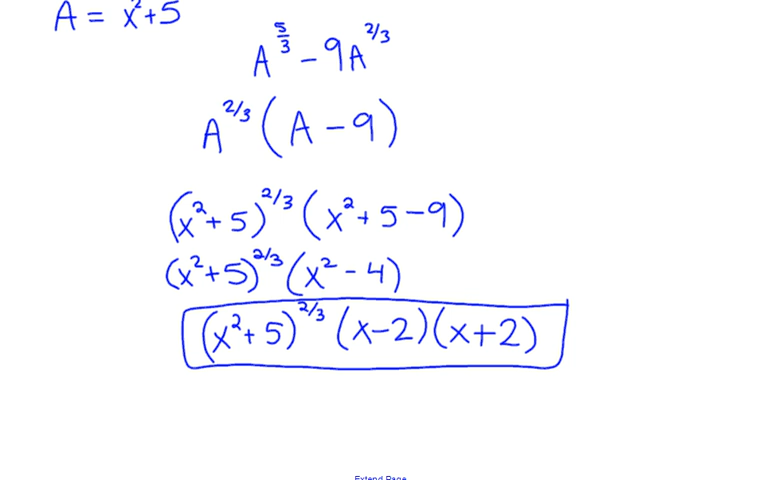 A = x²+5
A^{5/3} - 9A^{2/3}
A^{2/3} (A - 9)
(x²+5)^{2/3} (x²+5-9)
(x²+5)^{2/3} (x²-4)
(x²+5)^{2/3} (x-2)(x+2)
Extend Page